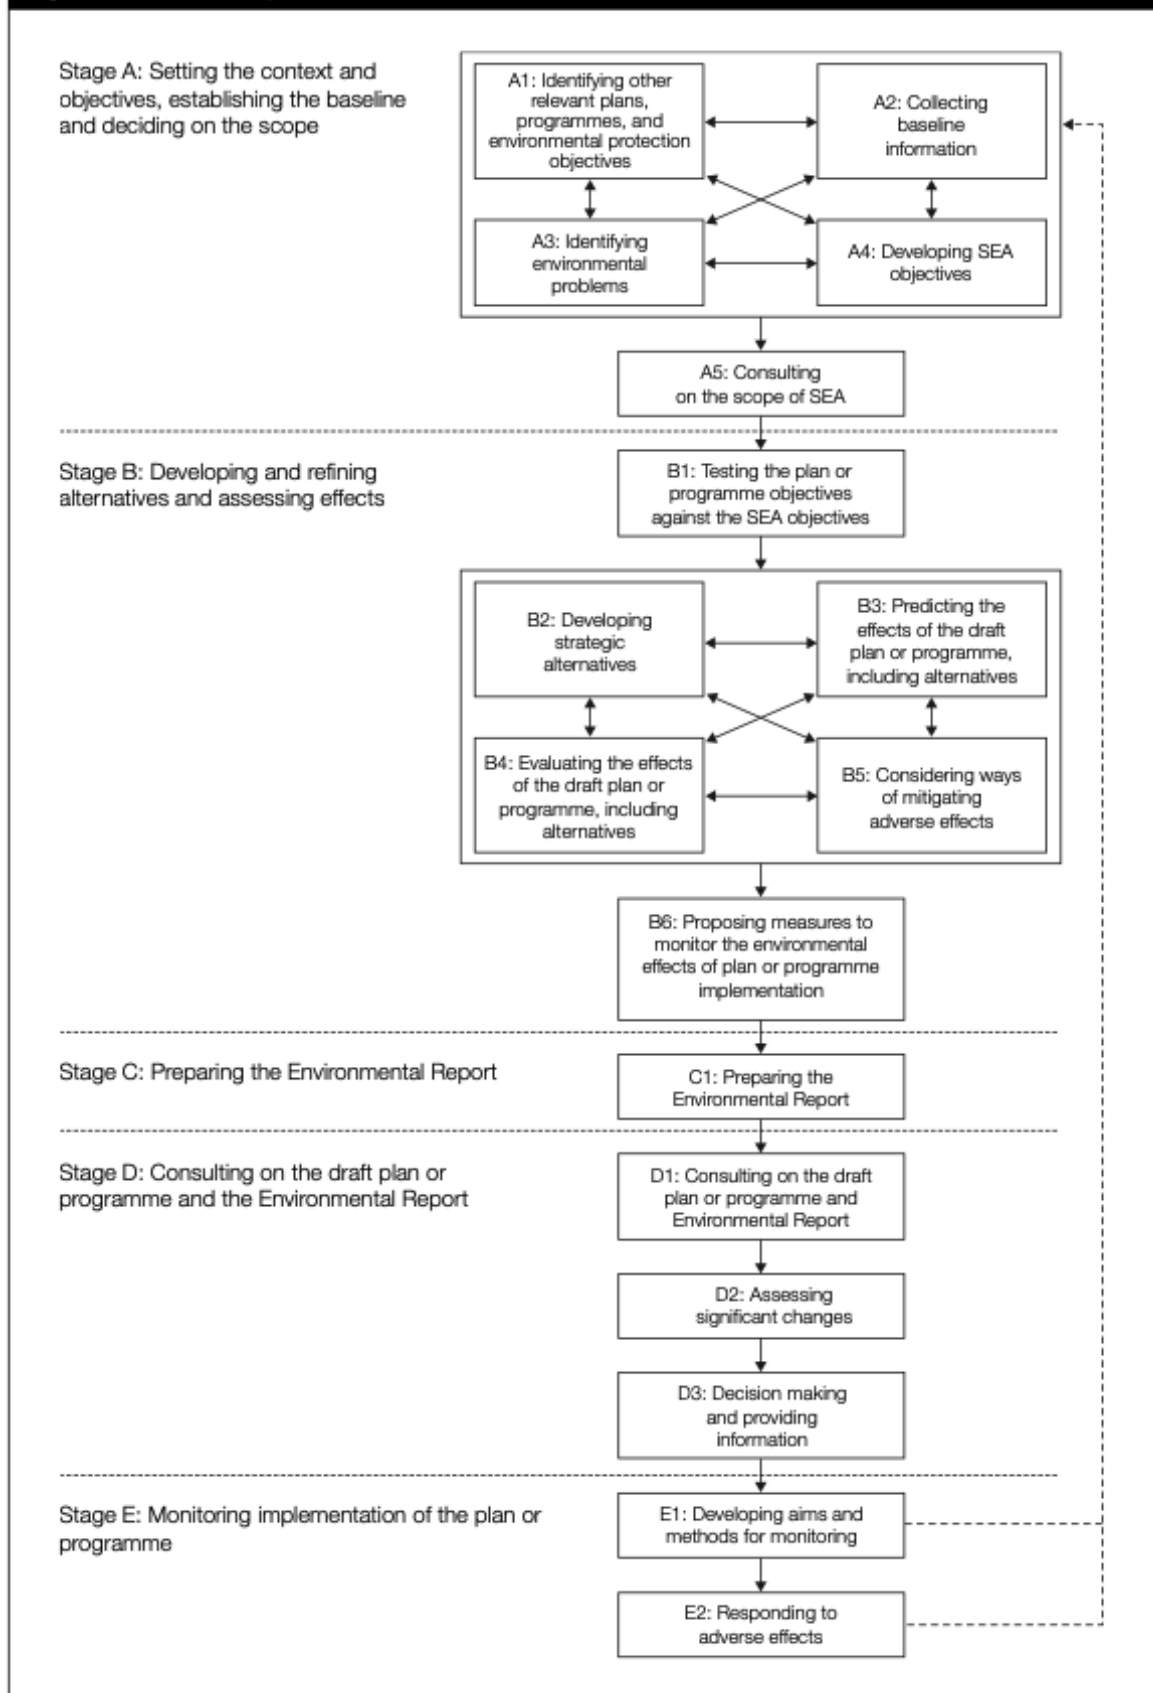 Stage A: Setting the context and
objectives, establishing the baseline
and deciding on the scope
A1: Identifying other
relevant plans,
programmes, and
environmental protection
objectives
A2: Collecting
baseline
information
A3: Identifying
environmental
problems
A4: Developing SEA
objectives
A5: Consulting
on the scope of SEA
Stage B: Developing and refining
alternatives and assessing effects
B1: Testing the plan or
programme objectives
against the SEA objectives
B2: Developing
strategic
alternatives
B3: Predicting the
effects of the draft
plan or programme,
including alternatives
B4: Evaluating the effects
of the draft plan or
programme, including
alternatives
B5: Considering ways
of mitigating
adverse effects
B6: Proposing measures to
monitor the environmental
effects of plan or programme
implementation
Stage C: Preparing the Environmental Report
C1: Preparing the
Environmental Report
Stage D: Consulting on the draft plan or
programme and the Environmental Report
D1: Consulting on the draft
plan or programme and
Environmental Report
D2: Assessing
significant changes
D3: Decision making
and providing
information
Stage E: Monitoring implementation of the plan or
programme
E1: Developing aims and
methods for monitoring
E2: Responding to
adverse effects